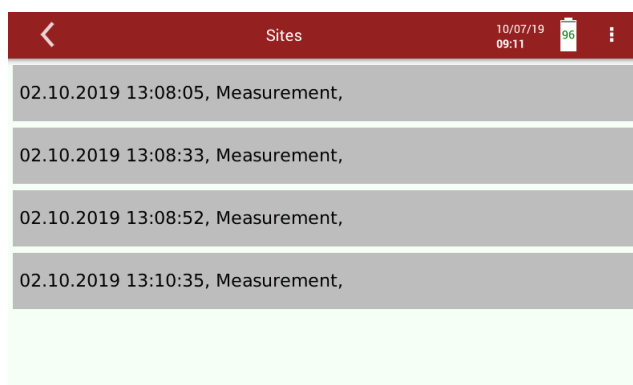 Sites
10/07/19
09:11
96
02.10.2019 13:08:05, Measurement,
02.10.2019 13:08:33, Measurement,
02.10.2019 13:08:52, Measurement,
02.10.2019 13:10:35, Measurement,